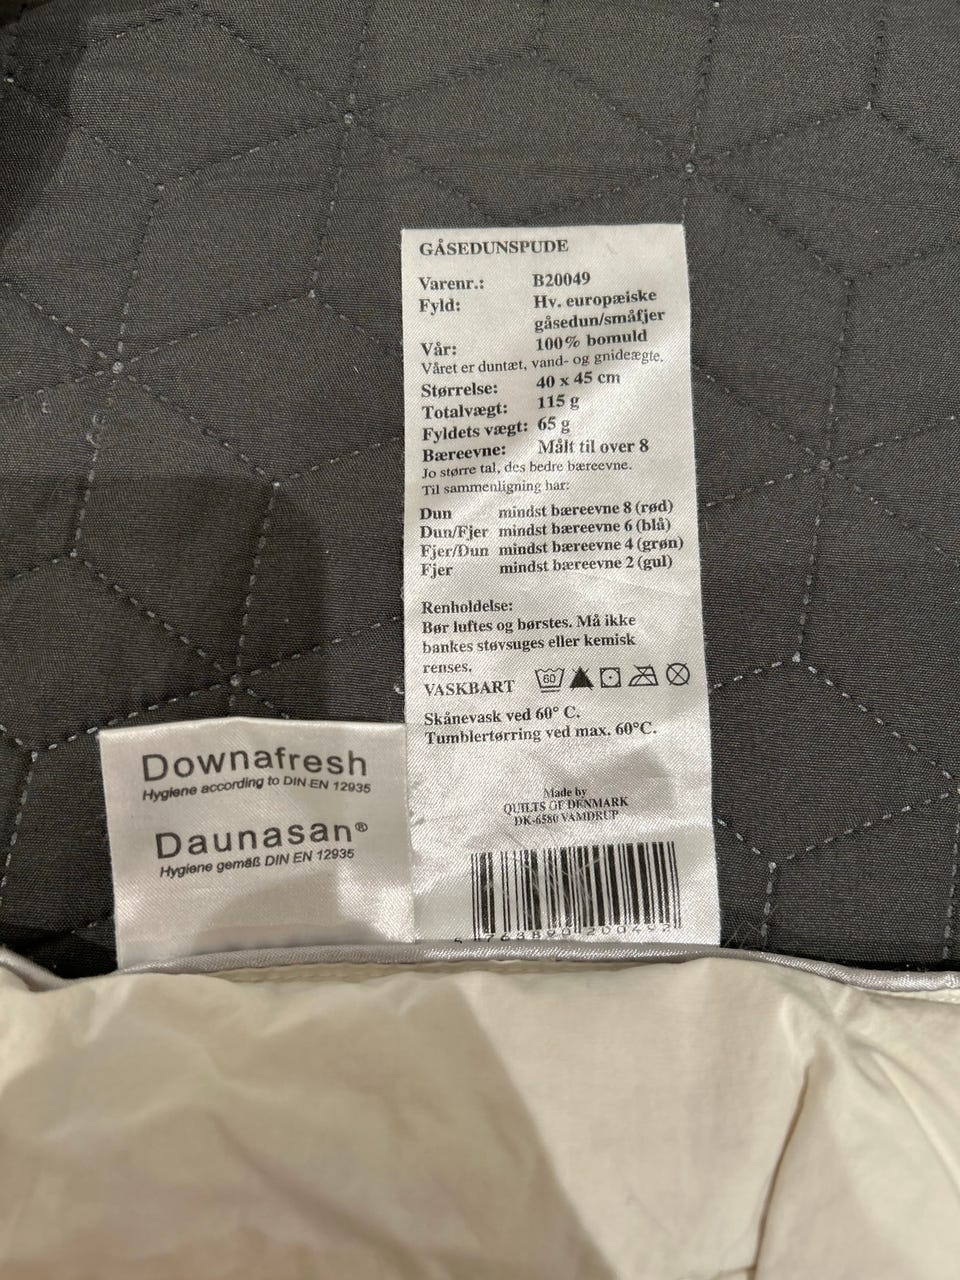 GÅSEDUNSPUDE
Varenr.: B20049
Fyld: Hv. europæiske
gåsedun/småfjer
Vår: 100% bomuld
Våret er duntæt, vand- og gnideægte.
Størrelse: 40 x 45 cm
Totalvægt: 115 g
Fyldets vægt: 65 g
Bæreevne: Målt til over 8
Jo større tal, des bedre bæreevne.
Til sammenligning har:
Dun mindst bæreevne 8 (rød)
Dun/Fjer mindst bæreevne 6 (blå)
Fjer/Dun mindst bæreevne 4 (grøn)
Fjer mindst bæreevne 2 (gul)
Renholdelse:
Bør luftes og børstes. Må ikke
bankes støvsuges eller kemisk
renses.
VASKBART 60
Skånevask ved 60° C.
Tumblertørring ved max. 60°C.
Made by
QUILTS OF DENMARK
DK-6580 VAMDRUP
5 763890 200492
Downafresh
Hygiene according to DIN EN 12935
Daunasan®
Hygiene gemäß DIN EN 12935